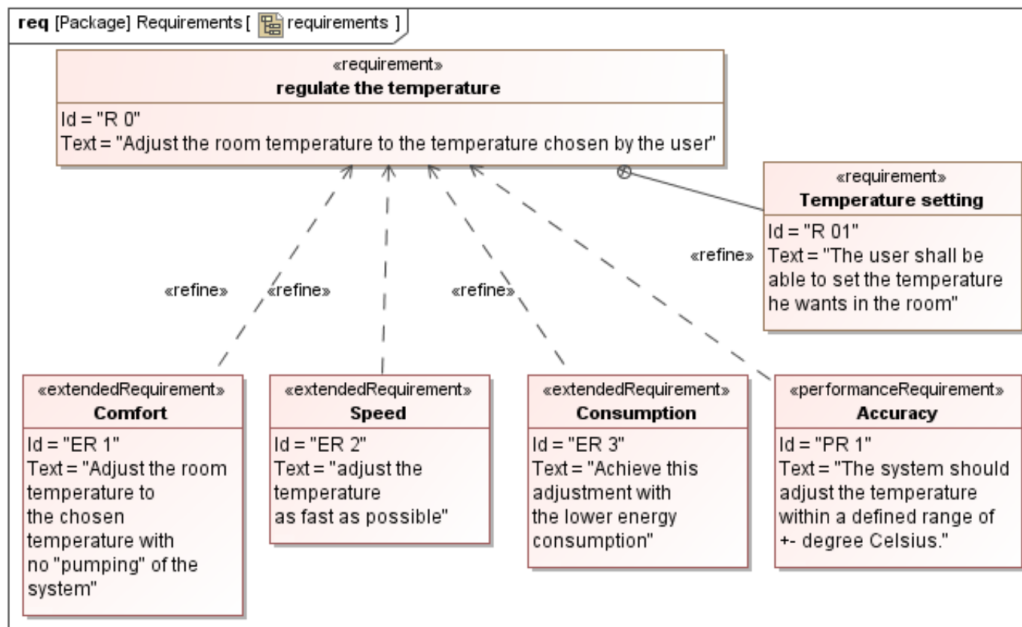 req [Package] Requirements [ requirements ]
«requirement»
regulate the temperature
Id = "R 0"
Text = "Adjust the room temperature to the temperature chosen by the user"
«requirement»
Temperature setting
Id = "R 01"
Text = "The user shall be
able to set the temperature
he wants in the room"
«refine»
«refine»
«refine»
«refine»
«extendedRequirement»
Comfort
Id = "ER 1"
Text = "Adjust the room
temperature to
the chosen
temperature with
no "pumping" of the
system"
«extendedRequirement»
Speed
Id = "ER 2"
Text = "adjust the
temperature
as fast as possible"
«extendedRequirement»
Consumption
Id = "ER 3"
Text = "Achieve this
adjustment with
the lower energy
consumption"
«performanceRequirement»
Accuracy
Id = "PR 1"
Text = "The system should
adjust the temperature
within a defined range of
+- degree Celsius."